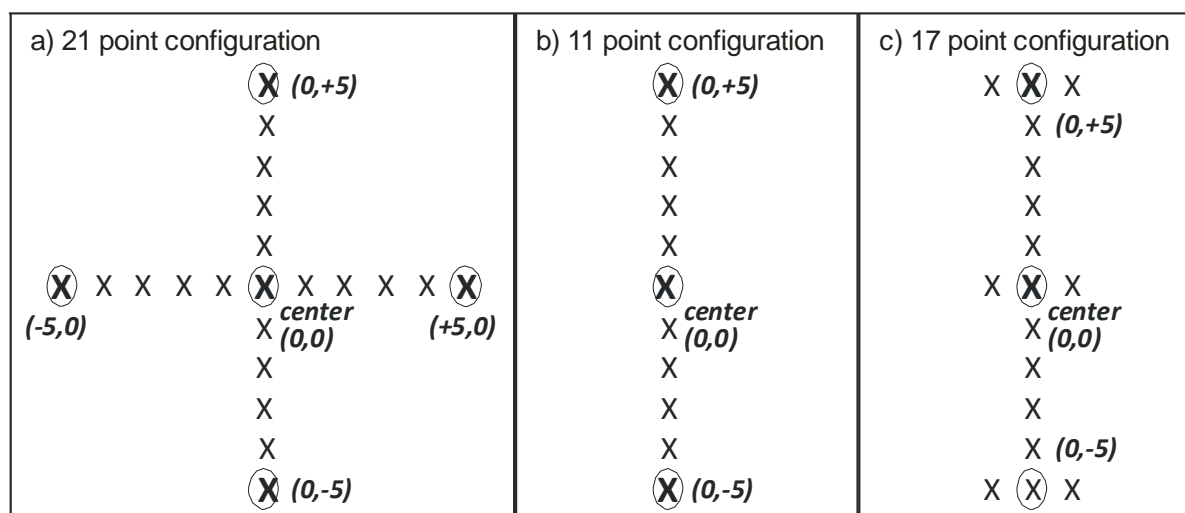 a) 21 point configuration
X (0,+5)
X
X
X
X
X X X X X X X X X X X
(-5,0) center (+5,0)
X (0,0)
X
X
X
X (0,-5)
b) 11 point configuration
X (0,+5)
X
X
X
X
X
center
X (0,0)
X
X
X
X (0,-5)
c) 17 point configuration
X X X
X (0,+5)
X
X
X
X X X
center
X (0,0)
X
X
X (0,-5)
X X X